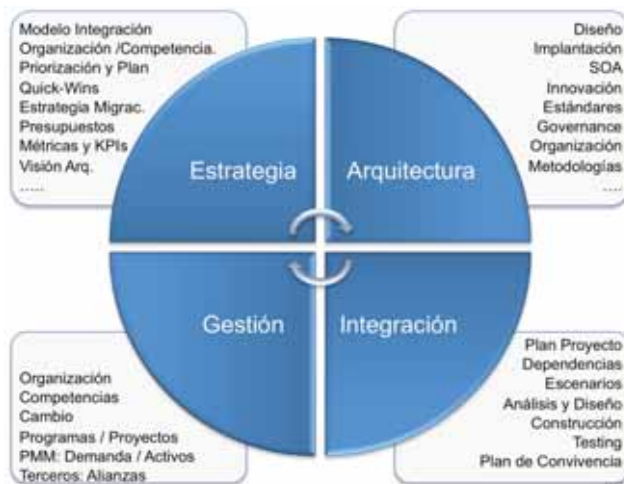 Modelo Integración
Organización /Competencia.
Priorización y Plan
Quick-Wins
Estrategia Migrac.
Presupuestos
Métricas y KPIs
Visión Arq.
.....
Diseño
Implantación
SOA
Innovación
Estándares
Governance
Organización
Metodologías
....
Estrategia
Arquitectura
Gestión
Integración
Organización
Competencias
Cambio
Programas / Proyectos
PMM: Demanda / Activos
Terceros: Alianzas
Plan Proyecto
Dependencias
Escenarios
Análisis y Diseño
Construcción
Testing
Plan de Convivencia
....